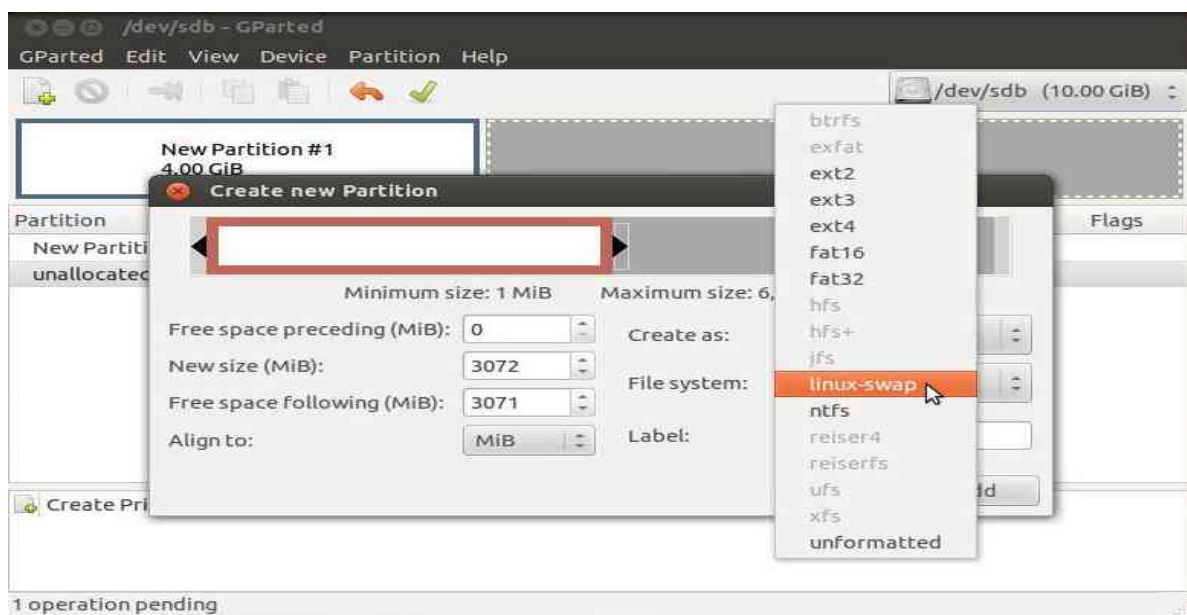 /dev/sdb - GParted
GParted Edit View Device Partition Help
/dev/sdb (10.00 GiB)
New Partition #1
4.00 GiB
Create new Partition
Partition
Flags
New Partiti
unallocated
Minimum size: 1 MiB
Maximum size: 6,
Free space preceding (MiB): 0
New size (MiB): 3072
Free space following (MiB): 3071
Align to: MiB
Create as:
File system:
Label:
btrfs
exfat
ext2
ext3
ext4
fat16
fat32
hfs
hfs+
jfs
linux-swap
ntfs
reiser4
reiserfs
ufs
xfs
unformatted
dd
Create Pri
1 operation pending